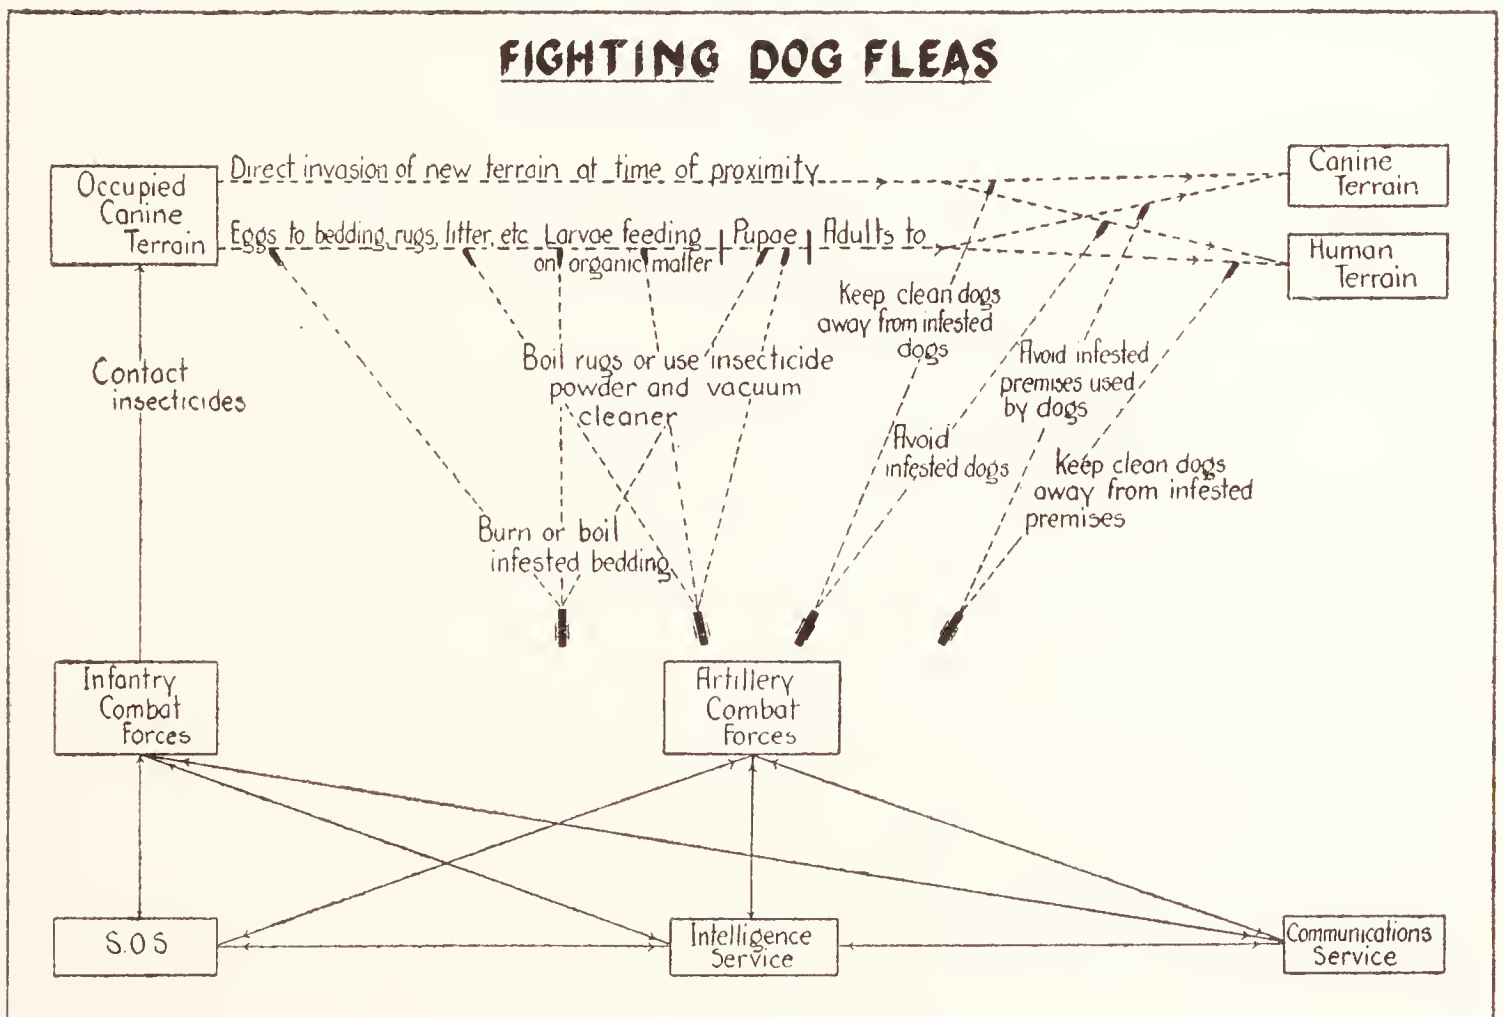 FIGHTING DOG FLEAS
Occupied
Canine
Terrain
Direct invasion of new terrain at time of proximity
Eggs to bedding, rugs, litter, etc
Larvae feeding
on organic matter
Pupae
Adults to
Canine
Terrain
Human
Terrain
Contact
insecticides
Boil rugs or use insecticide
powder and vacuum
cleaner
Keep clean dogs
away from infested
dogs
Avoid infested
premises used
by dogs
Avoid
infested dogs
Keep clean dogs
away from infested
premises
Burn or boil
infested bedding
Infantry
Combat
Forces
Artillery
Combat
Forces
S.O S
Intelligence
Service
Communications
Service